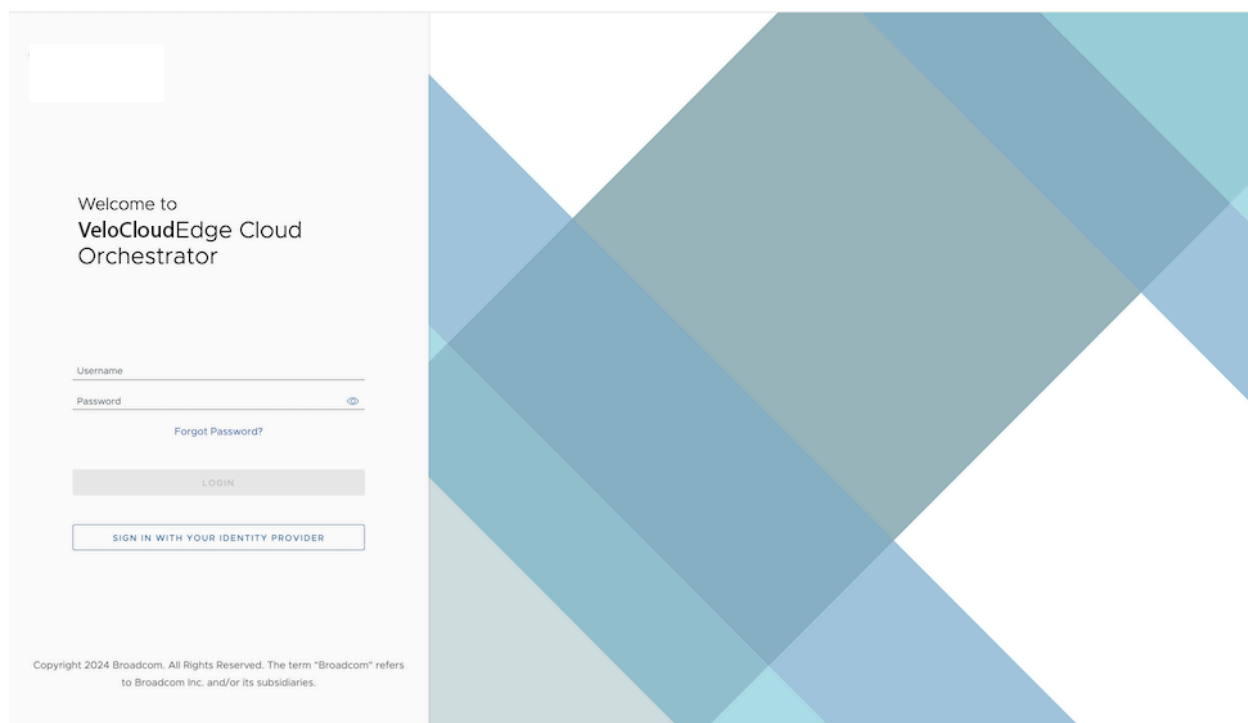 Welcome to
VeloCloudEdge Cloud
Orchestrator
Username
Password
Forgot Password?
LOGIN
SIGN IN WITH YOUR IDENTITY PROVIDER
Copyright 2024 Broadcom. All Rights Reserved. The term "Broadcom" refers
to Broadcom Inc. and/or its subsidiaries.